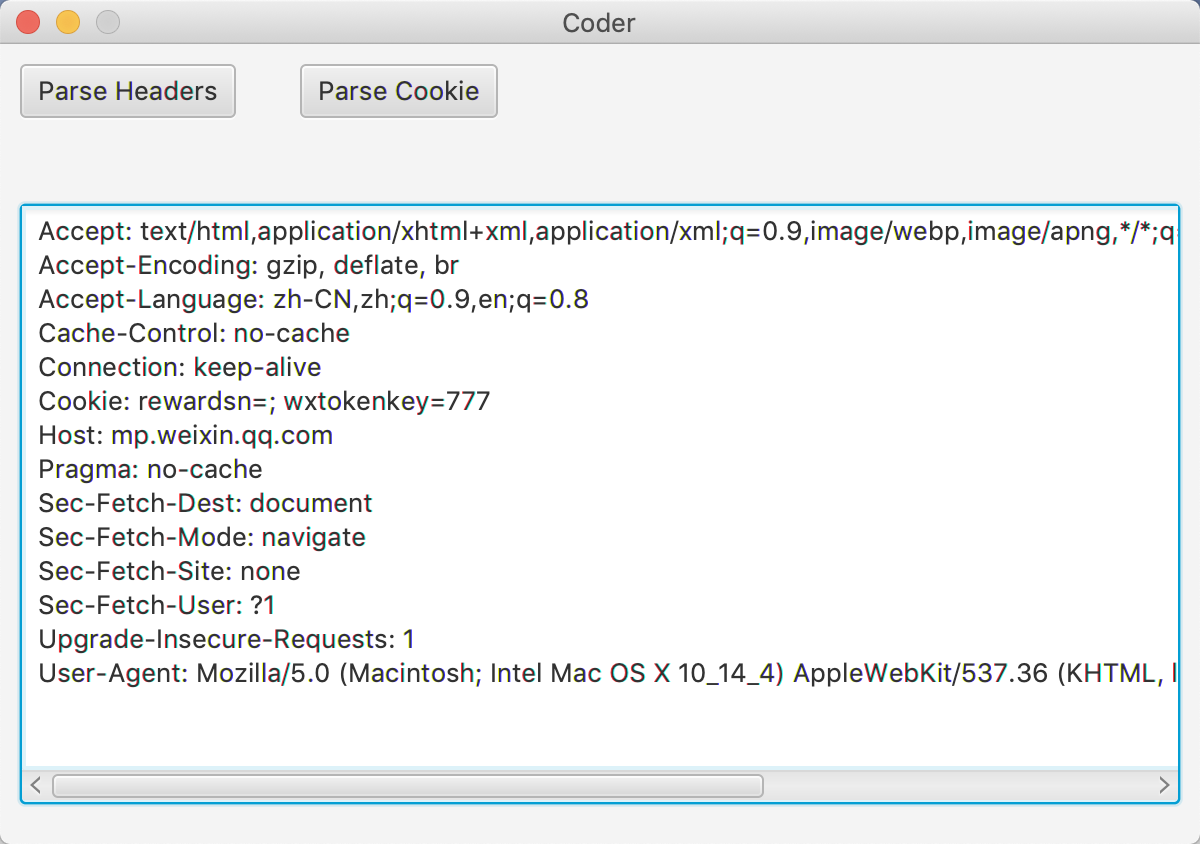 Coder
Parse Headers Parse Cookie
Accept: text/html,application/xhtml+xml,application/xml;q=0.9,image/webp,image/apng,*/*;q
Accept-Encoding: gzip, deflate, br
Accept-Language: zh-CN,zh;q=0.9,en;q=0.8
Cache-Control: no-cache
Connection: keep-alive
Cookie: rewardsn=; wxtokenkey=777
Host: mp.weixin.qq.com
Pragma: no-cache
Sec-Fetch-Dest: document
Sec-Fetch-Mode: navigate
Sec-Fetch-Site: none
Sec-Fetch-User: ?1
Upgrade-Insecure-Requests: 1
User-Agent: Mozilla/5.0 (Macintosh; Intel Mac OS X 10_14_4) AppleWebKit/537.36 (KHTML,